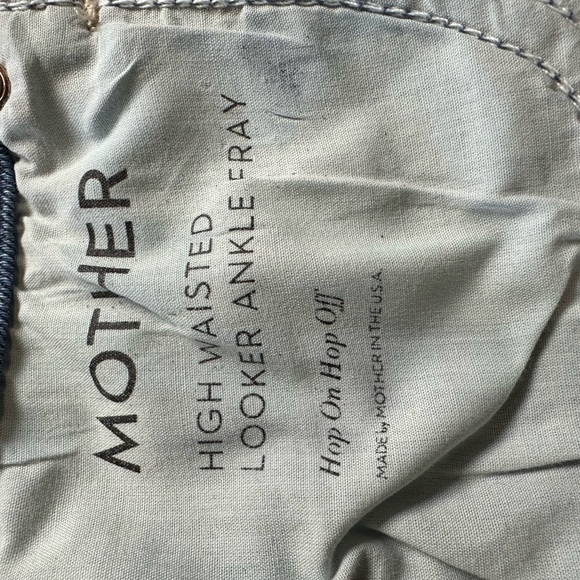 MOTHER
HIGH WAISTED
LOOKER ANKLE FRAY
Hop On Hop Off
MADE by MOTHER IN THE U.S.A.